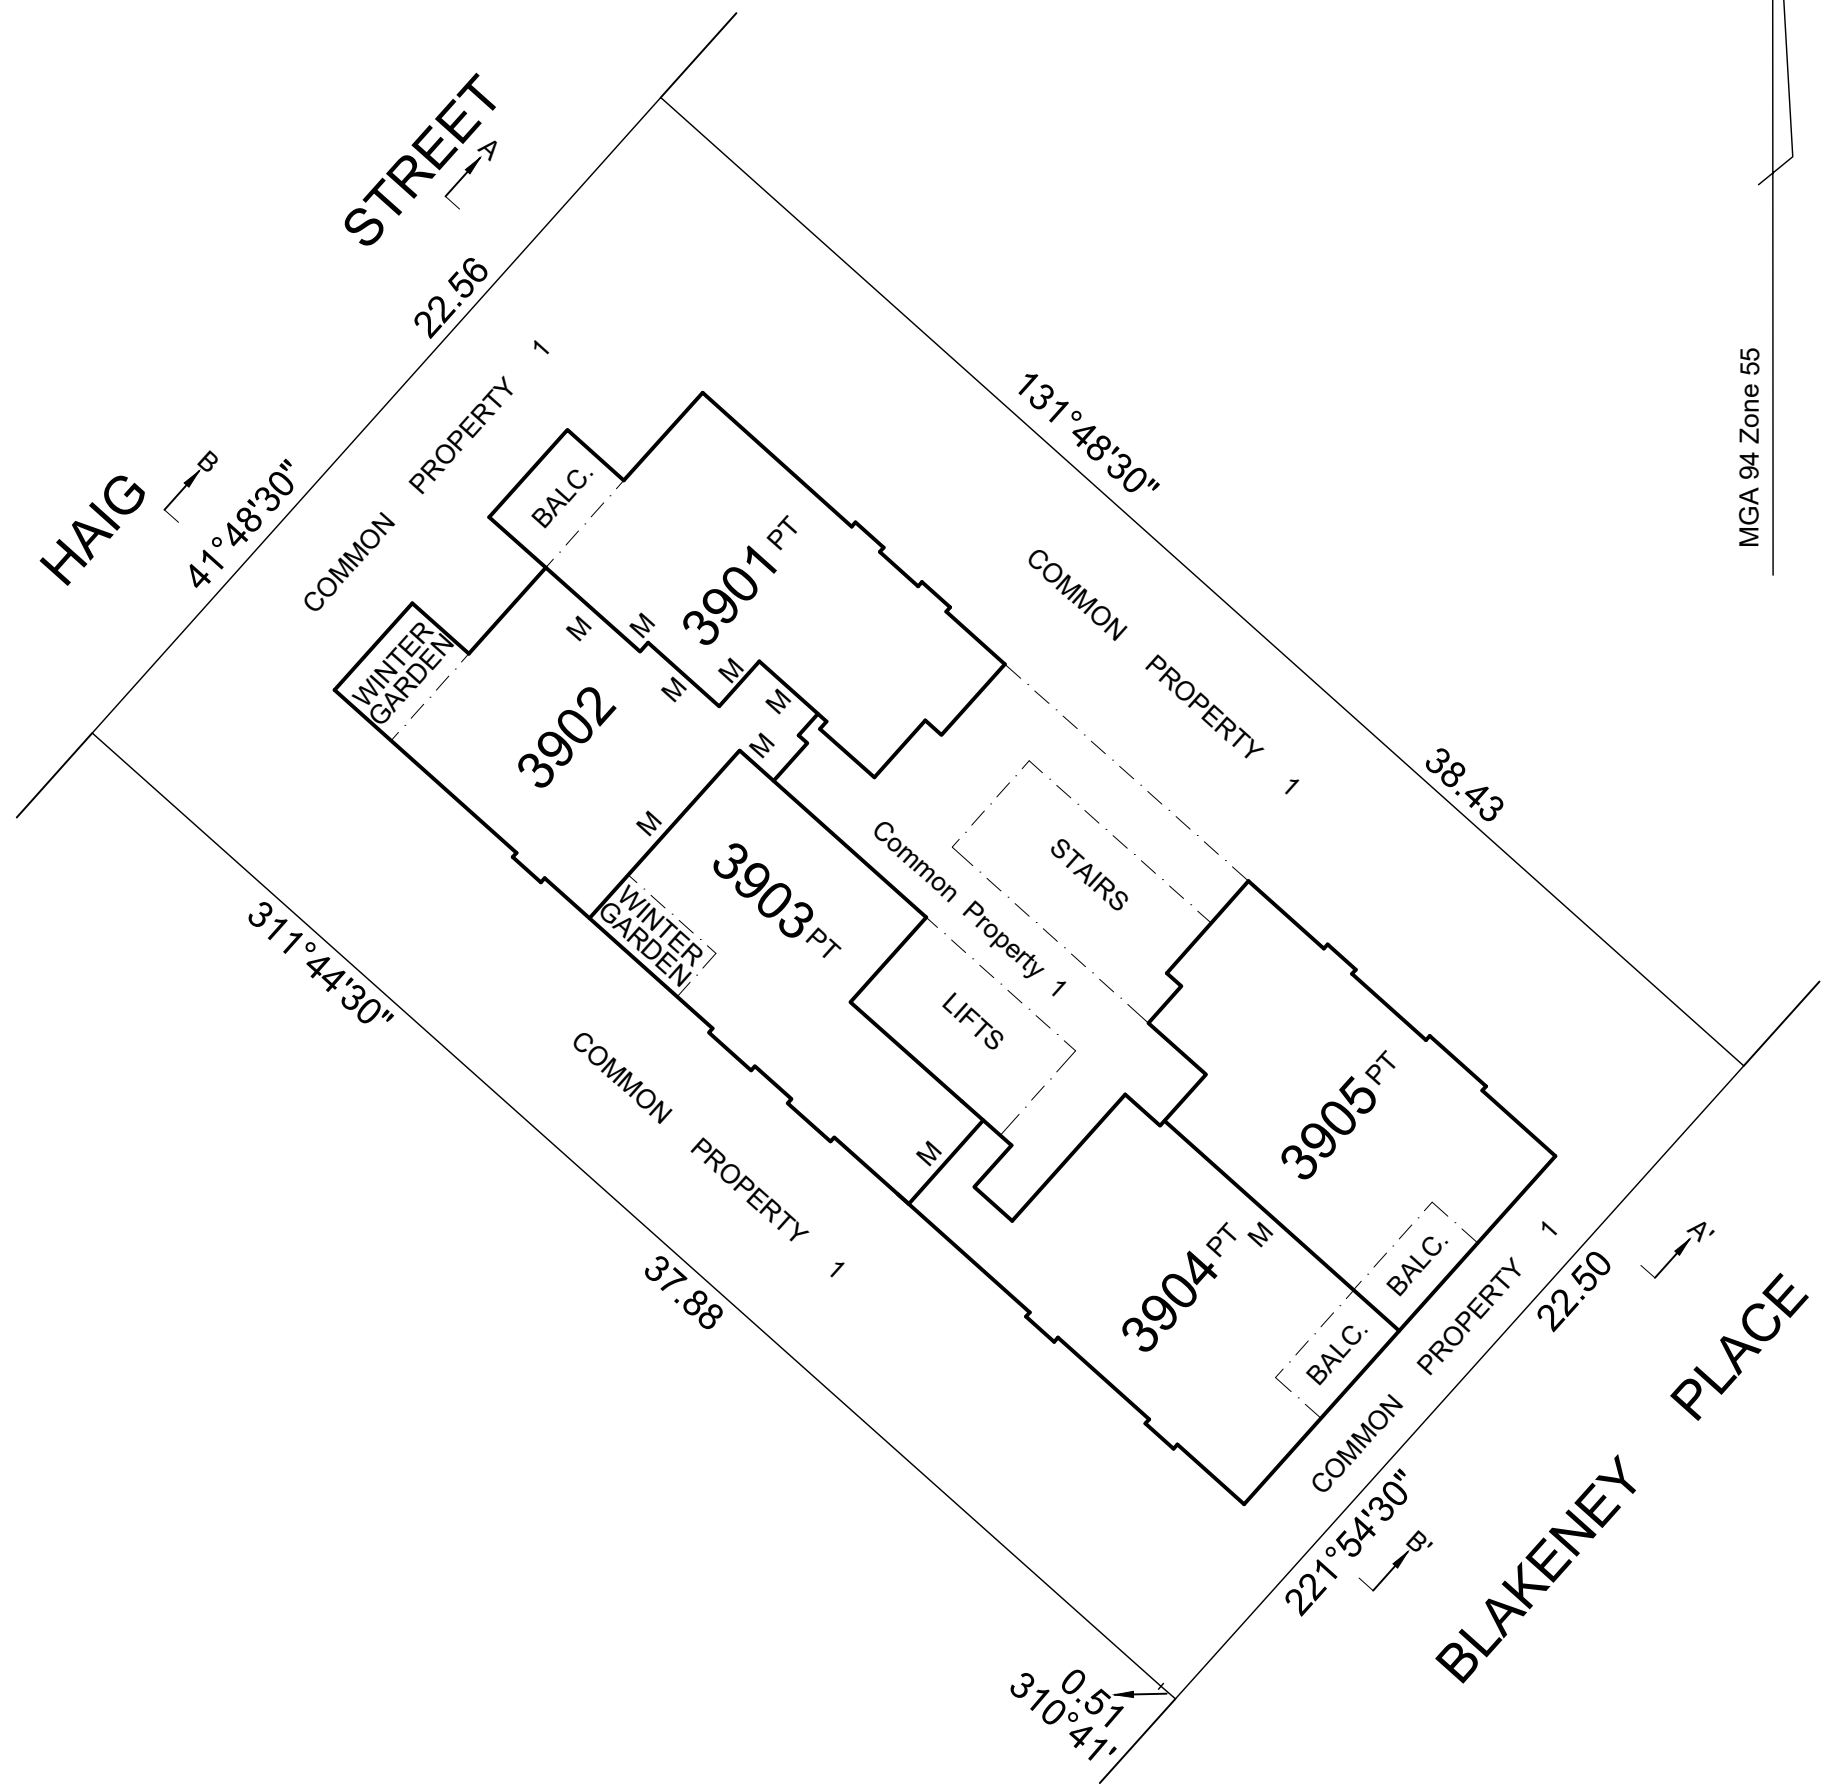 HAIG STREET
A
B
22.56
41°48'30"
MGA 94 Zone 55
131°48'30"
38.43
COMMON PROPERTY 1
COMMON PROPERTY 1
BALC.
3901 PT
WINTER
GARDEN
3902
M
M
M
M
M
M
M
3903 PT
WINTER
GARDEN
Common Property 1
STAIRS
LIFTS
311°44'30"
37.88
COMMON PROPERTY 1
M
3905 PT
BALC.
3904 PT
M
BALC.
COMMON PROPERTY 1
22.50
221°54'30"
A'
B'
BLAKENEY PLACE
0.51
310°41'